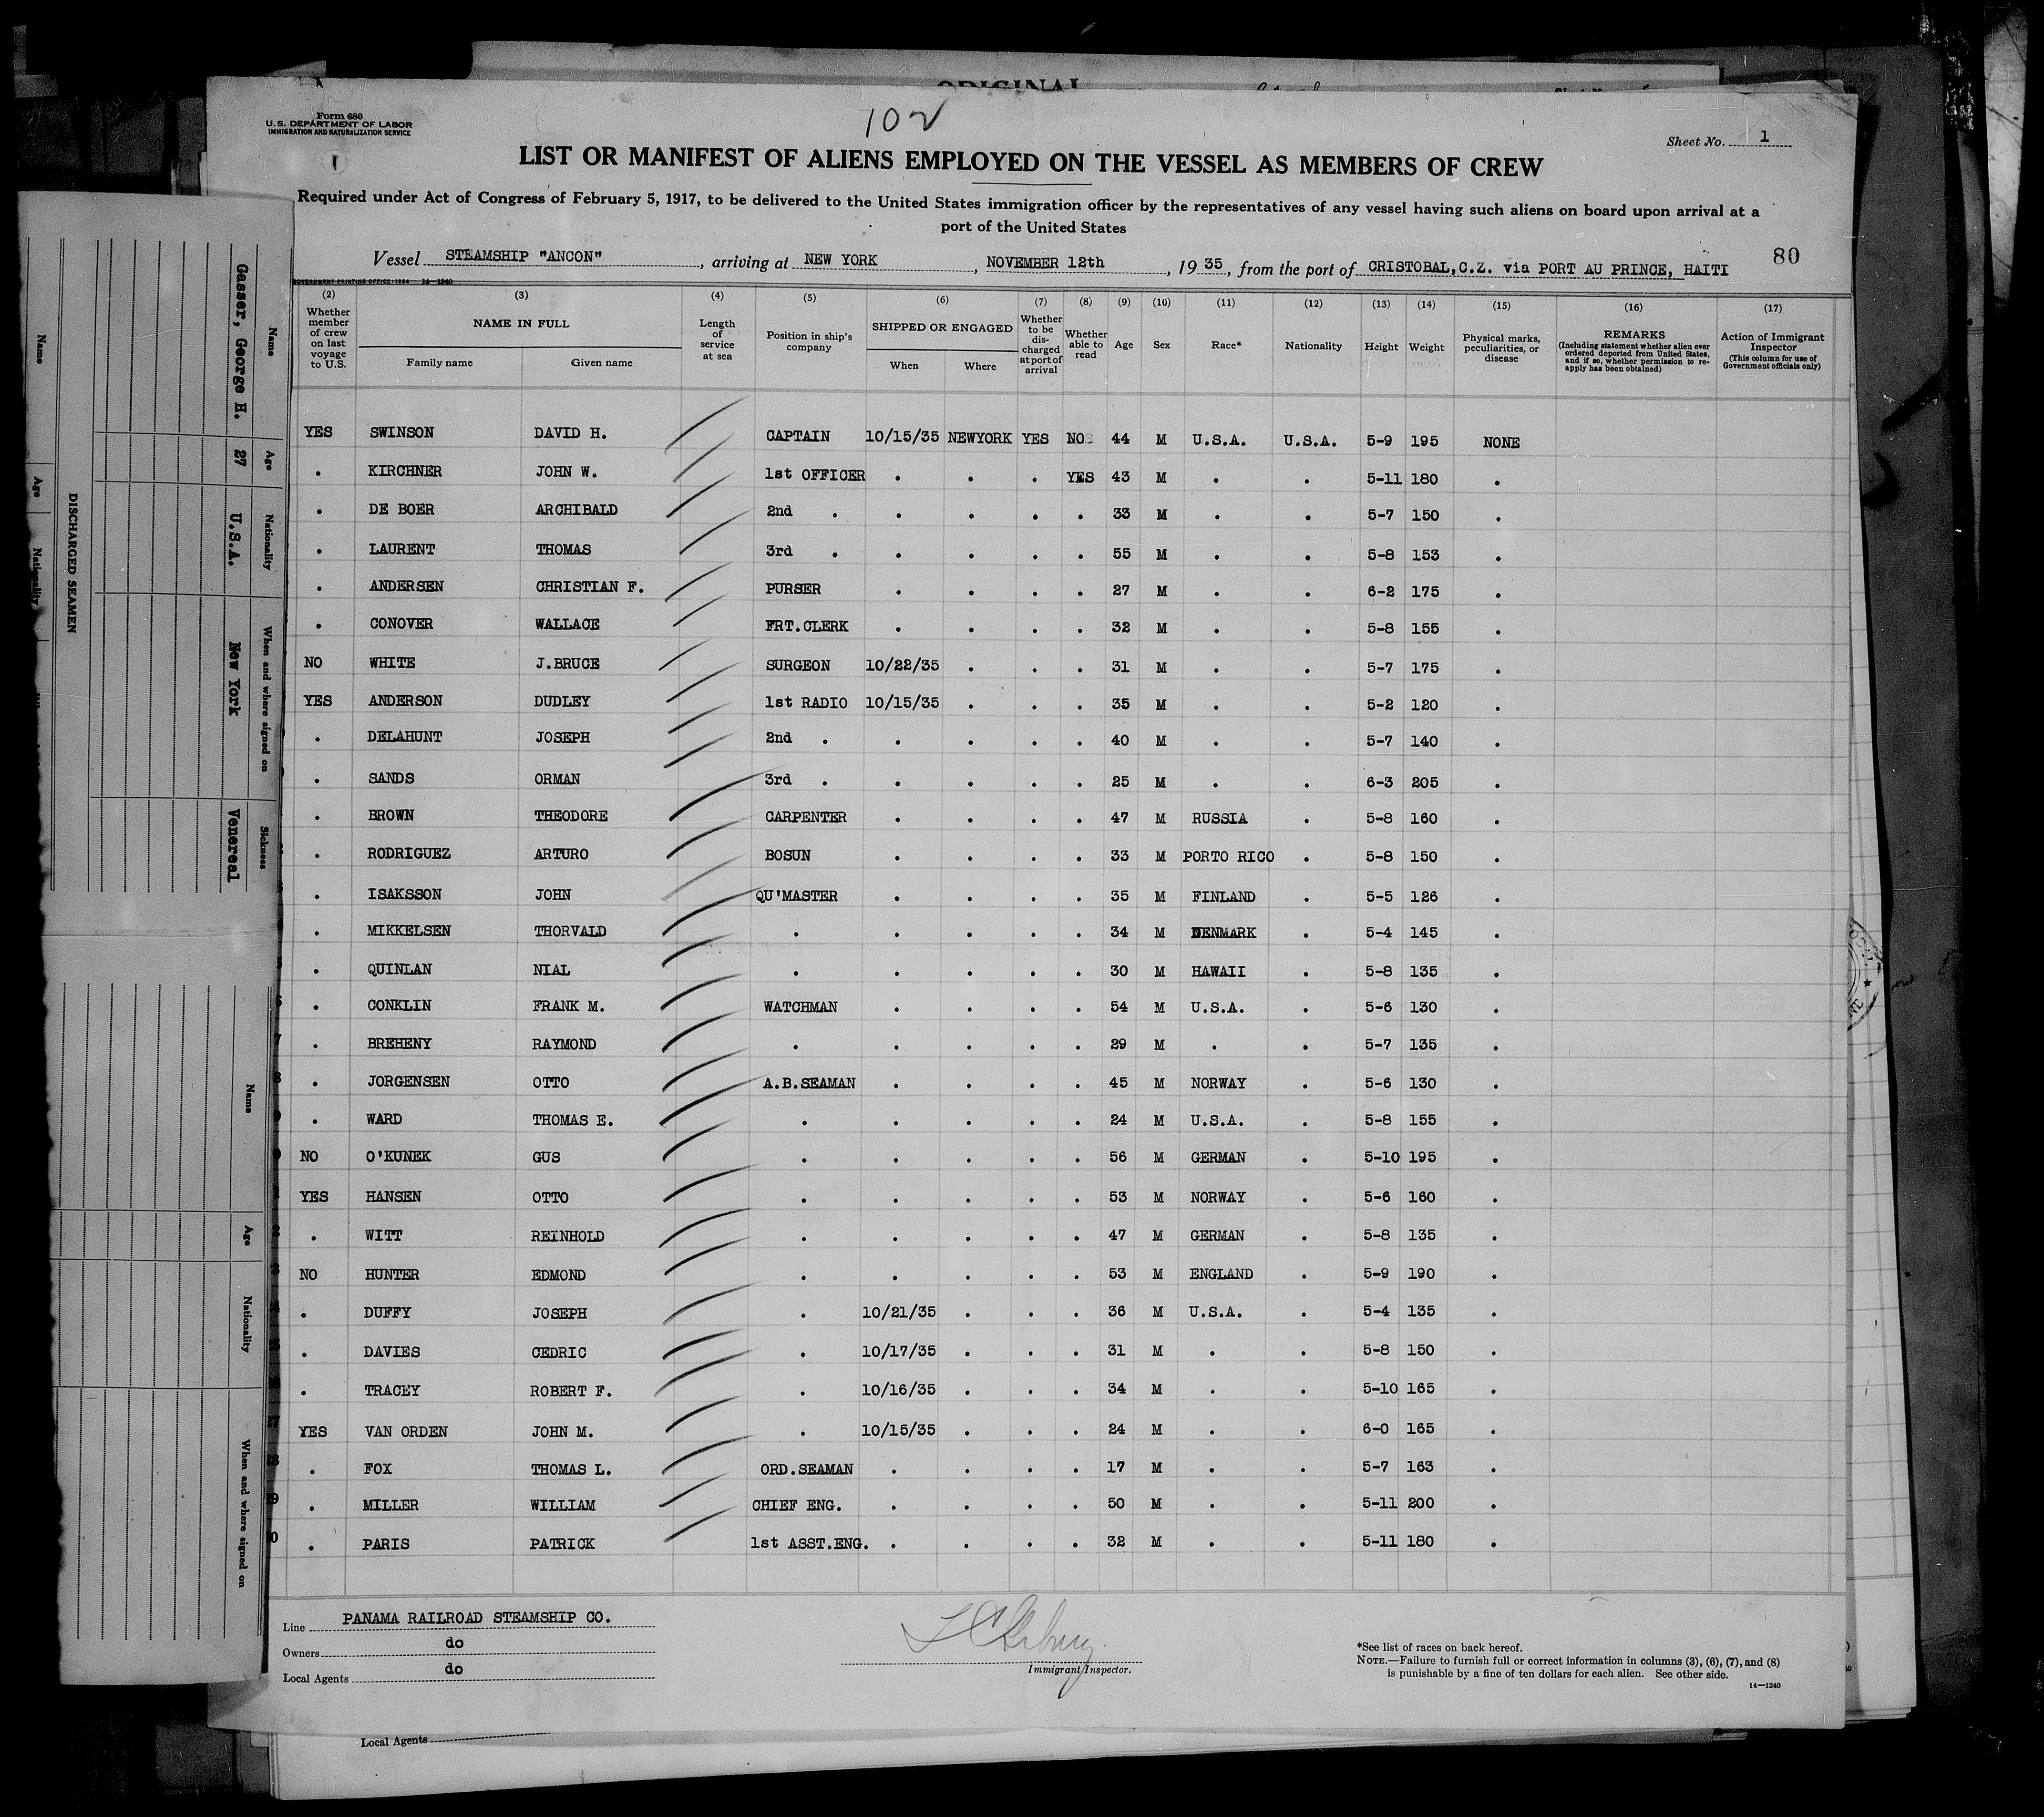 ORIGINAL
Form 680
U.S. DEPARTMENT OF LABOR
IMMIGRATION AND NATURALIZATION SERVICE
102
Sheet No. 1
LIST OR MANIFEST OF ALIENS EMPLOYED ON THE VESSEL AS MEMBERS OF CREW
Required under Act of Congress of February 5, 1917, to be delivered to the United States immigration officer by the representatives of any vessel having such aliens on board upon arrival at a
port of the United States
80
Vessel STEAMSHIP "ANCON", arriving at NEW YORK, NOVEMBER 12th, 1935, from the port of CRISTOBAL,C.Z. via PORT AU PRINCE, HAITI
GOVERNMENT PRINTING OFFICE: 1934 14—1240
(2) (3) (4) (5) (6) (7) (8) (9) (10) (11) (12) (13) (14) (15) (16) (17)
Whether member of crew on last voyage to U.S. NAME IN FULL Family name Given name Length of service at sea Position in ship's company SHIPPED OR ENGAGED When Where Whether to be discharged at port of arrival Whether able to read Age Sex Race* Nationality Height Weight Physical marks, peculiarities, or disease REMARKS (Including statement whether alien ever ordered deported from United States, and if so, whether permission to reapply has been obtained) Action of Immigrant Inspector (This column for use of Government officials only)
YES SWINSON DAVID H. CAPTAIN 10/15/35 NEWYORK YES NO 44 M U.S.A. U.S.A. 5-9 195 NONE
. KIRCHNER JOHN W. 1st OFFICER . . . YES 43 M . . 5-11 180 .
. DE BOER ARCHIBALD 2nd . . . . . 33 M . . 5-7 150 .
. LAURENT THOMAS 3rd . . . . . 55 M . . 5-8 153 .
. ANDERSEN CHRISTIAN F. PURSER . . . . 27 M . . 6-2 175 .
. CONOVER WALLACE FRT.CLERK . . . . 32 M . . 5-8 155 .
NO WHITE J.BRUCE SURGEON 10/22/35 . . . 31 M . . 5-7 175 .
YES ANDERSON DUDLEY 1st RADIO 10/15/35 . . . 35 M . . 5-2 120 .
. DELAHUNT JOSEPH 2nd . . . . . 40 M . . 5-7 140 .
. SANDS ORMAN 3rd . . . . . 25 M . . 6-3 205 .
. BROWN THEODORE CARPENTER . . . . 47 M RUSSIA . 5-8 160 .
. RODRIGUEZ ARTURO BOSUN . . . . 33 M PORTO RICO . 5-8 150 .
. ISAKSSON JOHN QU'MASTER . . . . 35 M FINLAND . 5-5 126 .
. MIKKELSEN THORVALD . . . . . 34 M DENMARK . 5-4 145 .
. QUINLAN NIAL . . . . . 30 M HAWAII . 5-8 135 .
. CONKLIN FRANK M. WATCHMAN . . . . 54 M U.S.A. . 5-6 130 .
. BREHENY RAYMOND . . . . . 29 M . . 5-7 135 .
. JORGENSEN OTTO A.B.SEAMAN . . . . 45 M NORWAY . 5-6 130 .
. WARD THOMAS E. . . . . . 24 M U.S.A. . 5-8 155 .
NO O'KUNEK GUS . . . . . 56 M GERMAN . 5-10 195 .
YES HANSEN OTTO . . . . . 53 M NORWAY . 5-6 160 .
. WITT REINHOLD . . . . . 47 M GERMAN . 5-8 135 .
NO HUNTER EDMOND . . . . . 53 M ENGLAND . 5-9 190 .
. DUFFY JOSEPH . 10/21/35 . . . 36 M U.S.A. . 5-4 135 .
. DAVIES CEDRIC . 10/17/35 . . . 31 M . . 5-8 150 .
. TRACEY ROBERT F. . 10/16/35 . . . 34 M . . 5-10 165 .
YES VAN ORDEN JOHN M. . 10/15/35 . . . 24 M . . 6-0 165 .
. FOX THOMAS L. ORD.SEAMAN . . . . 17 M . . 5-7 163 .
. MILLER WILLIAM CHIEF ENG. . . . . 50 M . . 5-11 200 .
. PARIS PATRICK 1st ASST.ENG. . . . . 32 M . . 5-11 180 .
Line PANAMA RAILROAD STEAMSHIP CO.
Owners do
Local Agents do
Immigrant Inspector.
*See list of races on back hereof.
NOTE.—Failure to furnish full or correct information in columns (3), (6), (7), and (8)
is punishable by a fine of ten dollars for each alien. See other side.
14—1240
Local Agents
DISCHARGED SEAMEN
Name Age Nationality When and where signed on Sickness
Gasser, George H. 27 U.S.A. New York Venereal
Name Age Nationality
Name Age Nationality When and where signed on